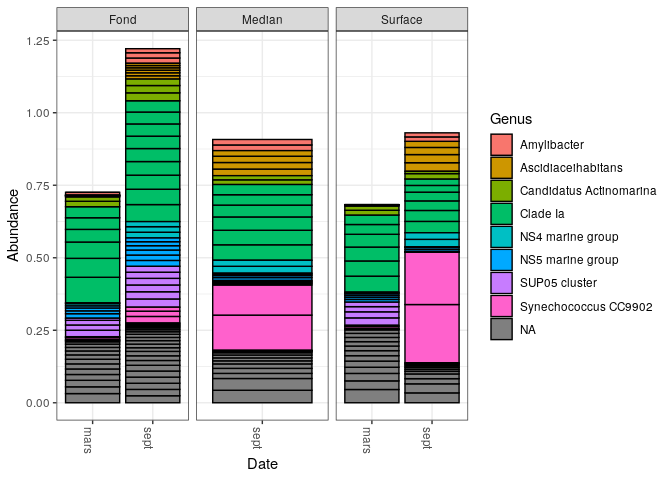 Fond
Median
Surface
1.25
1.00
0.75
0.50
0.25
0.00
Abundance
mars
sept
sept
mars
sept
Date
Genus
Amylibacter
Ascidiaceihabitans
Candidatus Actinomarina
Clade Ia
NS4 marine group
NS5 marine group
SUP05 cluster
Synechococcus CC9902
NA